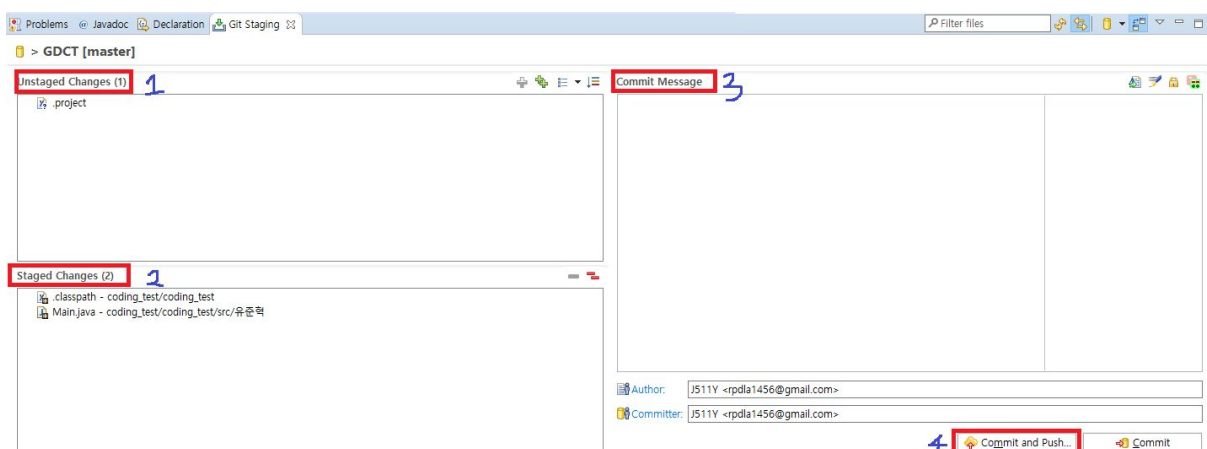 Problems @ Javadoc Declaration Git Staging
Filter files
> GDCT [master]
Unstaged Changes (1) 1
.project
Staged Changes (2) 2
.classpath - coding_test/coding_test
Main.java - coding_test/coding_test/src/유준혁
Commit Message 3
Author: J511Y <rpdla1456@gmail.com>
Committer: J511Y <rpdla1456@gmail.com>
4 Commit and Push... Commit